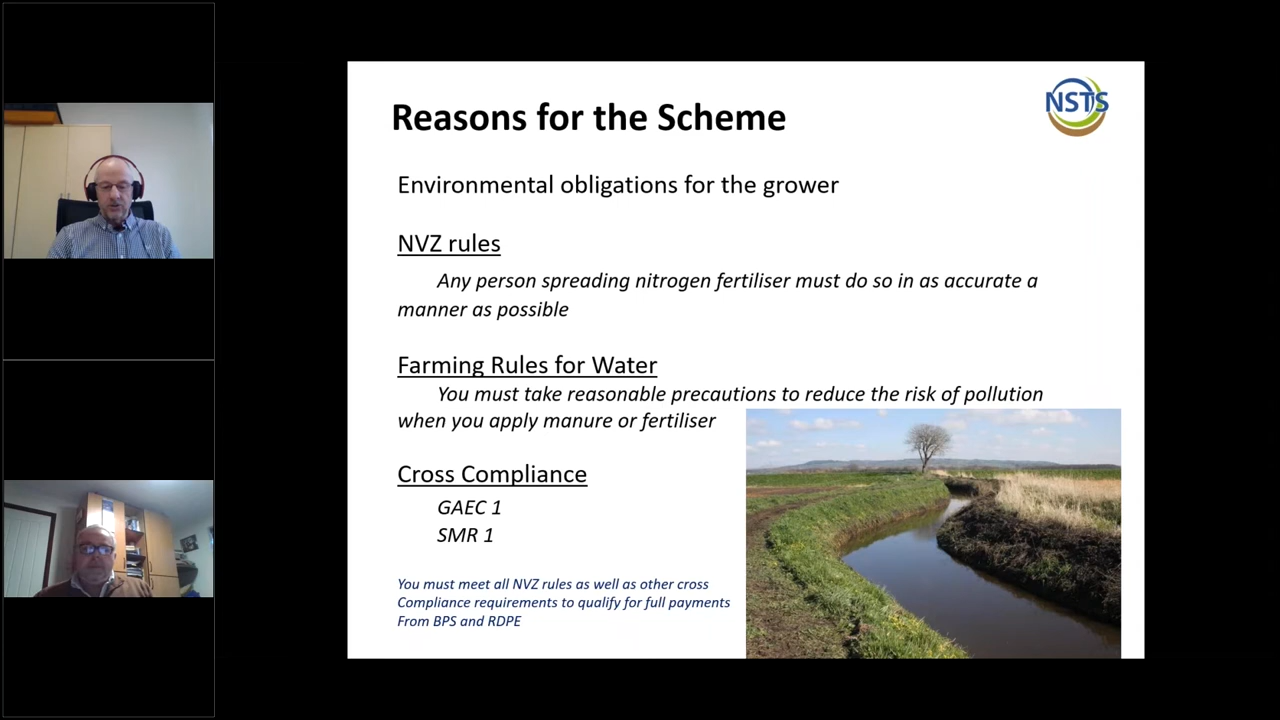 Reasons for the Scheme
NSTS
Environmental obligations for the grower
NVZ rules
Any person spreading nitrogen fertiliser must do so in as accurate a
manner as possible
Farming Rules for Water
You must take reasonable precautions to reduce the risk of pollution
when you apply manure or fertiliser
Cross Compliance
GAEC 1
SMR 1
You must meet all NVZ rules as well as other cross
Compliance requirements to qualify for full payments
From BPS and RDPE